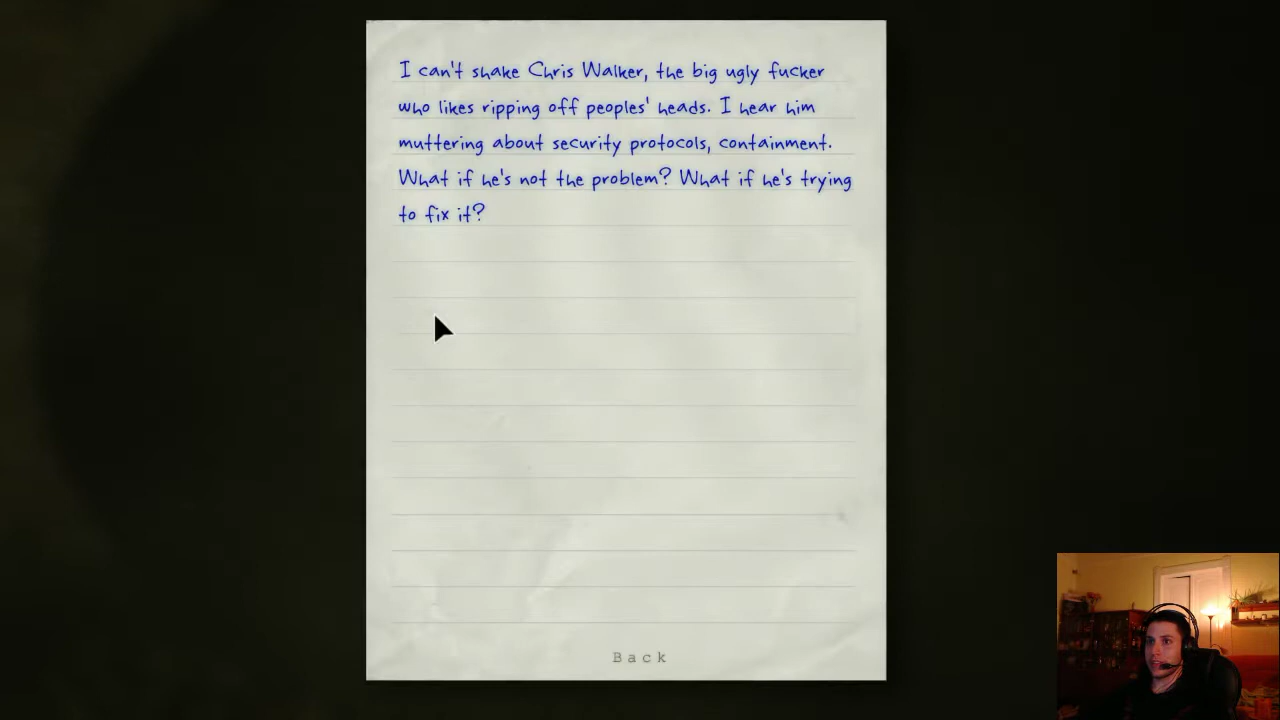 I can't shake Chris Walker, the big ugly fucker
who likes ripping off peoples' heads. I hear him
muttering about security protocols, containment.
What if he's not the problem? What if he's trying
to fix it?
Back